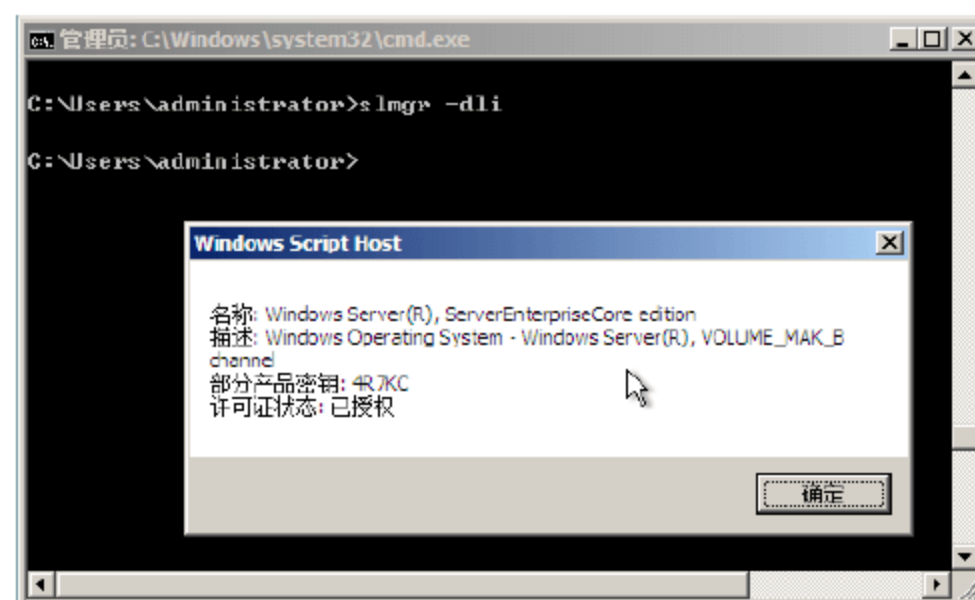 管理员: C:\Windows\system32\cmd.exe
C:\Users\administrator>slmgr -dli
C:\Users\administrator>
Windows Script Host
名称: Windows Server(R), ServerEnterpriseCore edition
描述: Windows Operating System - Windows Server(R), VOLUME_MAK_B
channel
部分产品密钥: 4R7KC
许可证状态: 已授权
确定